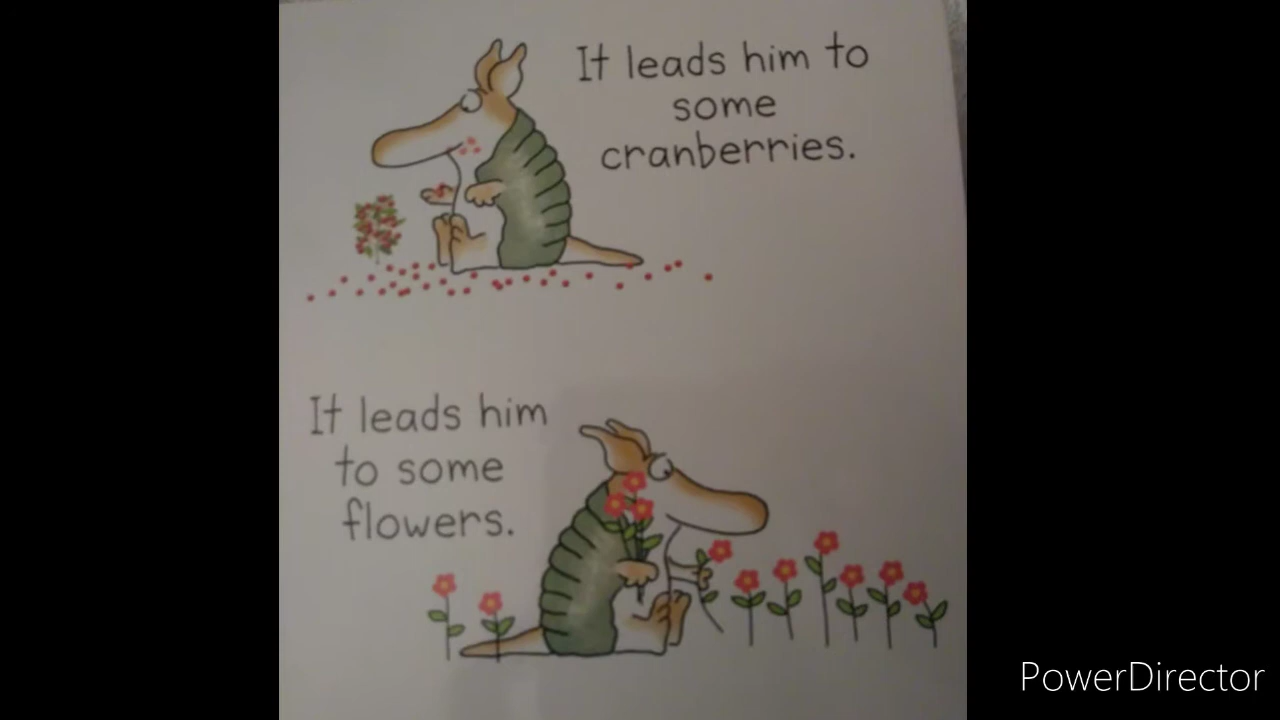 It leads him to
some
cranberries.
It leads him
to some
flowers.
PowerDirector